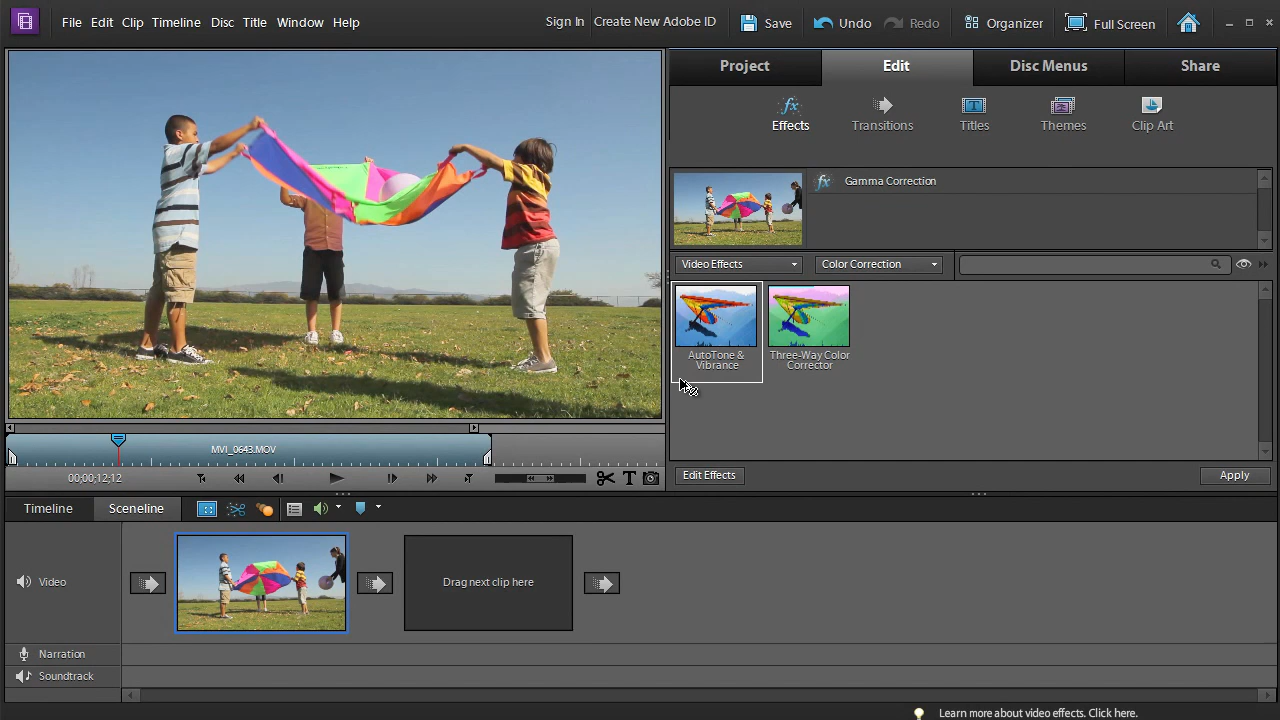 File Edit Clip Timeline Disc Title Window Help
Sign In Create New Adobe ID Save Undo Redo Organizer Full Screen
Project Edit Disc Menus Share
Effects Transitions Titles Themes Clip Art
Gamma Correction
Video Effects Color Correction
AutoTone & Vibrance
Three-Way Color Corrector
MVI_0643.MOV
00;00;12;12
Edit Effects Apply
Timeline Sceneline
Video
Drag next clip here
Narration
Soundtrack
Learn more about video effects. Click here.